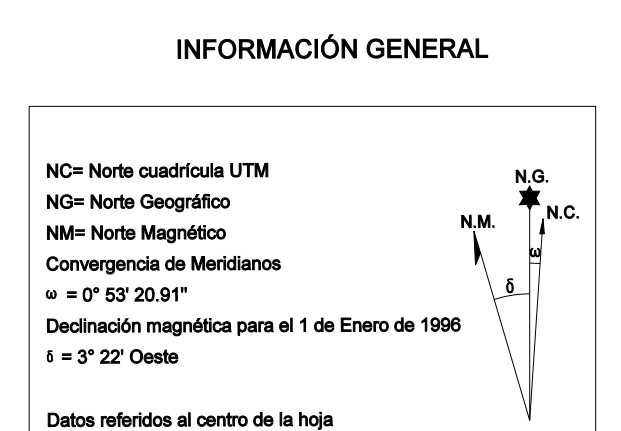 INFORMACIÓN GENERAL
NC= Norte cuadrícula UTM
NG= Norte Geográfico
NM= Norte Magnético
Convergencia de Meridianos
ω = 0° 53' 20.91"
Declinación magnética para el 1 de Enero de 1996
δ = 3° 22' Oeste
Datos referidos al centro de la hoja
N.G.
N.C.
N.M.
ω
δ